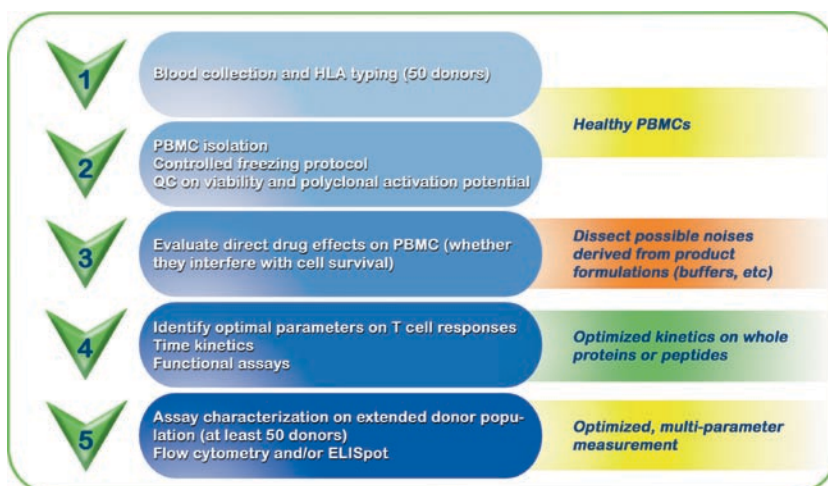 1
Blood collection and HLA typing (50 donors)
Healthy PBMCs
2
PBMC isolation
Controlled freezing protocol
QC on viability and polyclonal activation potential
3
Evaluate direct drug effects on PBMC (whether
they interfere with cell survival)
Dissect possible noises
derived from product
formulations (buffers, etc)
4
Identify optimal parameters on T cell responses
Time kinetics
Functional assays
Optimized kinetics on whole
proteins or peptides
5
Assay characterization on extended donor popu-
lation (at least 50 donors)
Flow cytometry and/or ELISpot
Optimized, multi-parameter
measurement